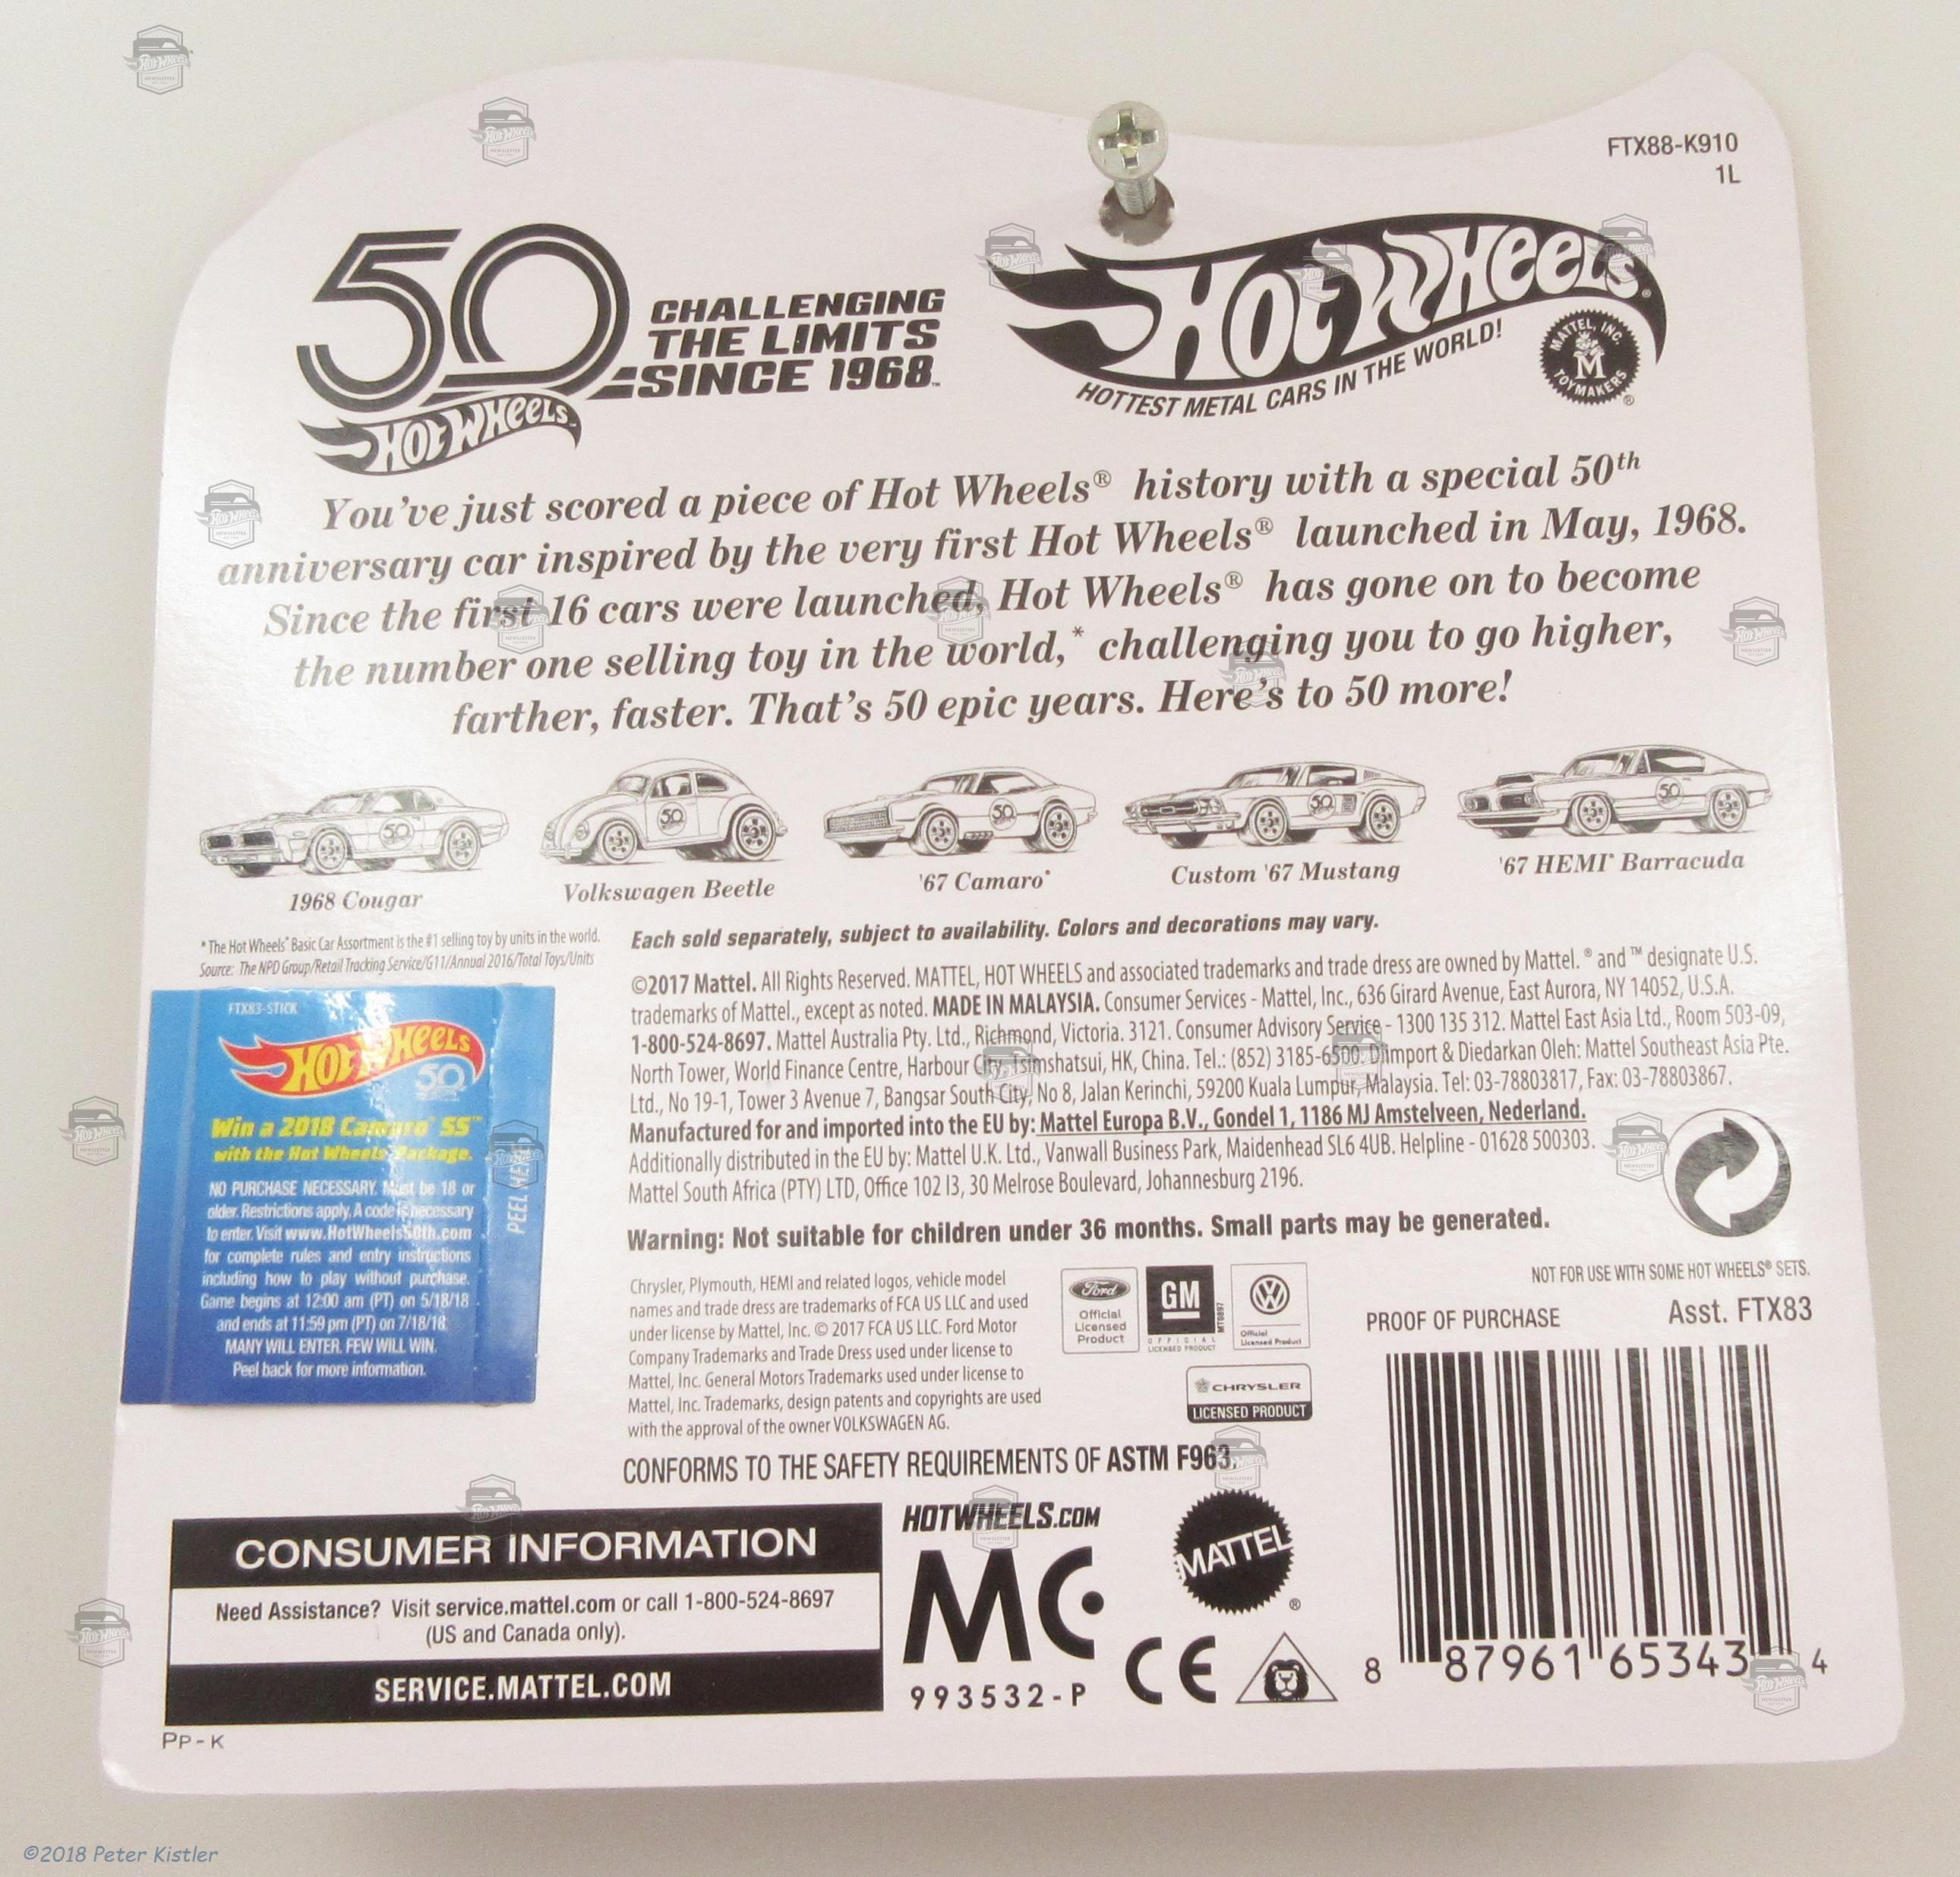 FTX88-K910
1L
50
CHALLENGING
THE LIMITS
SINCE 1968™
HOT WHEELS™
HOT WHEELS®
HOTTEST METAL CARS IN THE WORLD!
MATTEL, INC.
M
TOYMAKERS®
You've just scored a piece of Hot Wheels® history with a special 50th
anniversary car inspired by the very first Hot Wheels® launched in May, 1968.
Since the first 16 cars were launched, Hot Wheels® has gone on to become
the number one selling toy in the world,* challenging you to go higher,
farther, faster. That's 50 epic years. Here's to 50 more!
50 50 50 50 50
1968 Cougar
Volkswagen Beetle
'67 Camaro®
Custom '67 Mustang
'67 HEMI® Barracuda
* The Hot Wheels® Basic Car Assortment is the #1 selling toy by units in the world.
Source: The NPD Group/Retail Tracking Service/G11/Annual 2016/Total Toys/Units
Each sold separately, subject to availability. Colors and decorations may vary.
©2017 Mattel. All Rights Reserved. MATTEL, HOT WHEELS and associated trademarks and trade dress are owned by Mattel. ® and ™ designate U.S.
trademarks of Mattel., except as noted. MADE IN MALAYSIA. Consumer Services - Mattel, Inc., 636 Girard Avenue, East Aurora, NY 14052, U.S.A.
1-800-524-8697. Mattel Australia Pty. Ltd., Richmond, Victoria. 3121. Consumer Advisory Service - 1300 135 312. Mattel East Asia Ltd., Room 503-09,
North Tower, World Finance Centre, Harbour City, Tsimshatsui, HK, China. Tel.: (852) 3185-6500. Diimport & Diedarkan Oleh: Mattel Southeast Asia Pte.
Ltd., No 19-1, Tower 3 Avenue 7, Bangsar South City, No 8, Jalan Kerinchi, 59200 Kuala Lumpur, Malaysia. Tel: 03-78803817, Fax: 03-78803867.
Manufactured for and imported into the EU by: Mattel Europa B.V., Gondel 1, 1186 MJ Amstelveen, Nederland.
Additionally distributed in the EU by: Mattel U.K. Ltd., Vanwall Business Park, Maidenhead SL6 4UB. Helpline - 01628 500303.
Mattel South Africa (PTY) LTD, Office 102 I3, 30 Melrose Boulevard, Johannesburg 2196.
Warning: Not suitable for children under 36 months. Small parts may be generated.
FTX83-STICK
HOT WHEELS
50
Win a 2018 Camaro® SS™
with the Hot Wheels Package.
NO PURCHASE NECESSARY. Must be 18 or
older. Restrictions apply. A code is necessary
to enter. Visit www.HotWheels50th.com
for complete rules and entry instructions
including how to play without purchase.
Game begins at 12:00 am (PT) on 5/18/18
and ends at 11:59 pm (PT) on 7/18/18.
MANY WILL ENTER. FEW WILL WIN.
Peel back for more information.
PEEL HERE
Chrysler, Plymouth, HEMI and related logos, vehicle model
names and trade dress are trademarks of FCA US LLC and used
under license by Mattel, Inc. © 2017 FCA US LLC. Ford Motor
Company Trademarks and Trade Dress used under license to
Mattel, Inc. General Motors Trademarks used under license to
Mattel, Inc. Trademarks, design patents and copyrights are used
with the approval of the owner VOLKSWAGEN AG.
Ford
Official
Licensed
Product
GM
OFFICIAL
LICENSED PRODUCT
MT0897
VW
Official
Licensed Product
CHRYSLER
LICENSED PRODUCT
NOT FOR USE WITH SOME HOT WHEELS® SETS.
PROOF OF PURCHASE
Asst. FTX83
CONFORMS TO THE SAFETY REQUIREMENTS OF ASTM F963.
CONSUMER INFORMATION
Need Assistance? Visit service.mattel.com or call 1-800-524-8697
(US and Canada only).
SERVICE.MATTEL.COM
HOTWHEELS.COM
MC
993532-P
MATTEL®
CE
8 87961 65343 4
PP-K
©2018 Peter Kistler